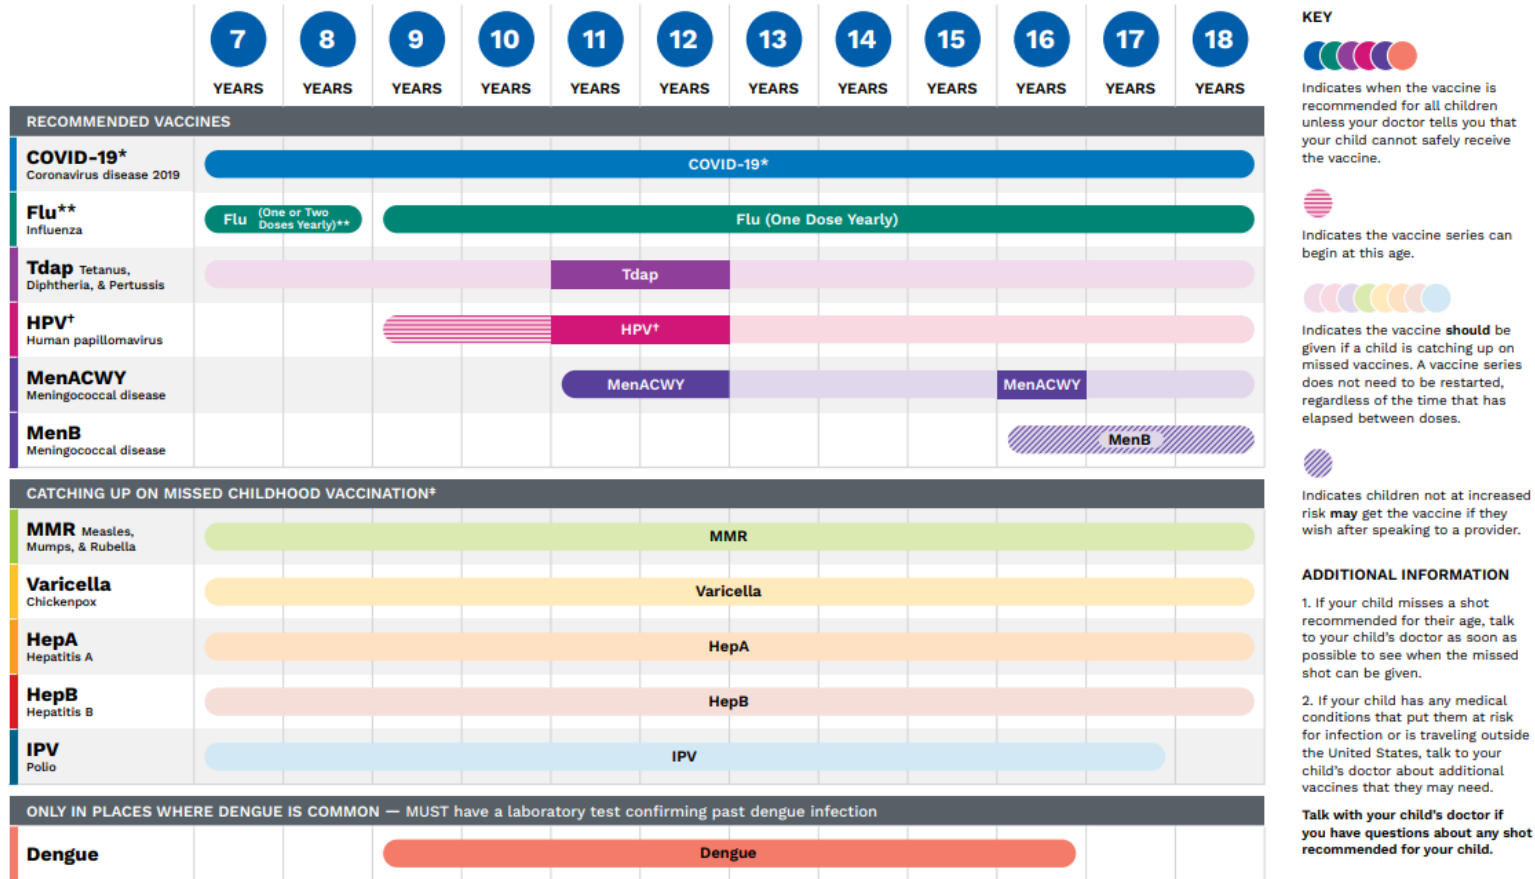 7 8 9 10 11 12 13 14 15 16 17 18
YEARS YEARS YEARS YEARS YEARS YEARS YEARS YEARS YEARS YEARS YEARS YEARS
RECOMMENDED VACCINES
COVID-19*
Coronavirus disease 2019
COVID-19*
Flu**
Influenza
Flu (One or Two
Doses Yearly)**
Flu (One Dose Yearly)
Tdap Tetanus,
Diphtheria, & Pertussis
Tdap
HPV†
Human papillomavirus
HPV†
MenACWY
Meningococcal disease
MenACWY
MenACWY
MenB
Meningococcal disease
MenB
CATCHING UP ON MISSED CHILDHOOD VACCINATION‡
MMR Measles,
Mumps, & Rubella
MMR
Varicella
Chickenpox
Varicella
HepA
Hepatitis A
HepA
HepB
Hepatitis B
HepB
IPV
Polio
IPV
ONLY IN PLACES WHERE DENGUE IS COMMON — MUST have a laboratory test confirming past dengue infection
Dengue
Dengue
KEY
Indicates when the vaccine is
recommended for all children
unless your doctor tells you that
your child cannot safely receive
the vaccine.
Indicates the vaccine series can
begin at this age.
Indicates the vaccine should be
given if a child is catching up on
missed vaccines. A vaccine series
does not need to be restarted,
regardless of the time that has
elapsed between doses.
Indicates children not at increased
risk may get the vaccine if they
wish after speaking to a provider.
ADDITIONAL INFORMATION
1. If your child misses a shot
recommended for their age, talk
to your child's doctor as soon as
possible to see when the missed
shot can be given.
2. If your child has any medical
conditions that put them at risk
for infection or is traveling outside
the United States, talk to your
child's doctor about additional
vaccines that they may need.
Talk with your child's doctor if
you have questions about any shot
recommended for your child.